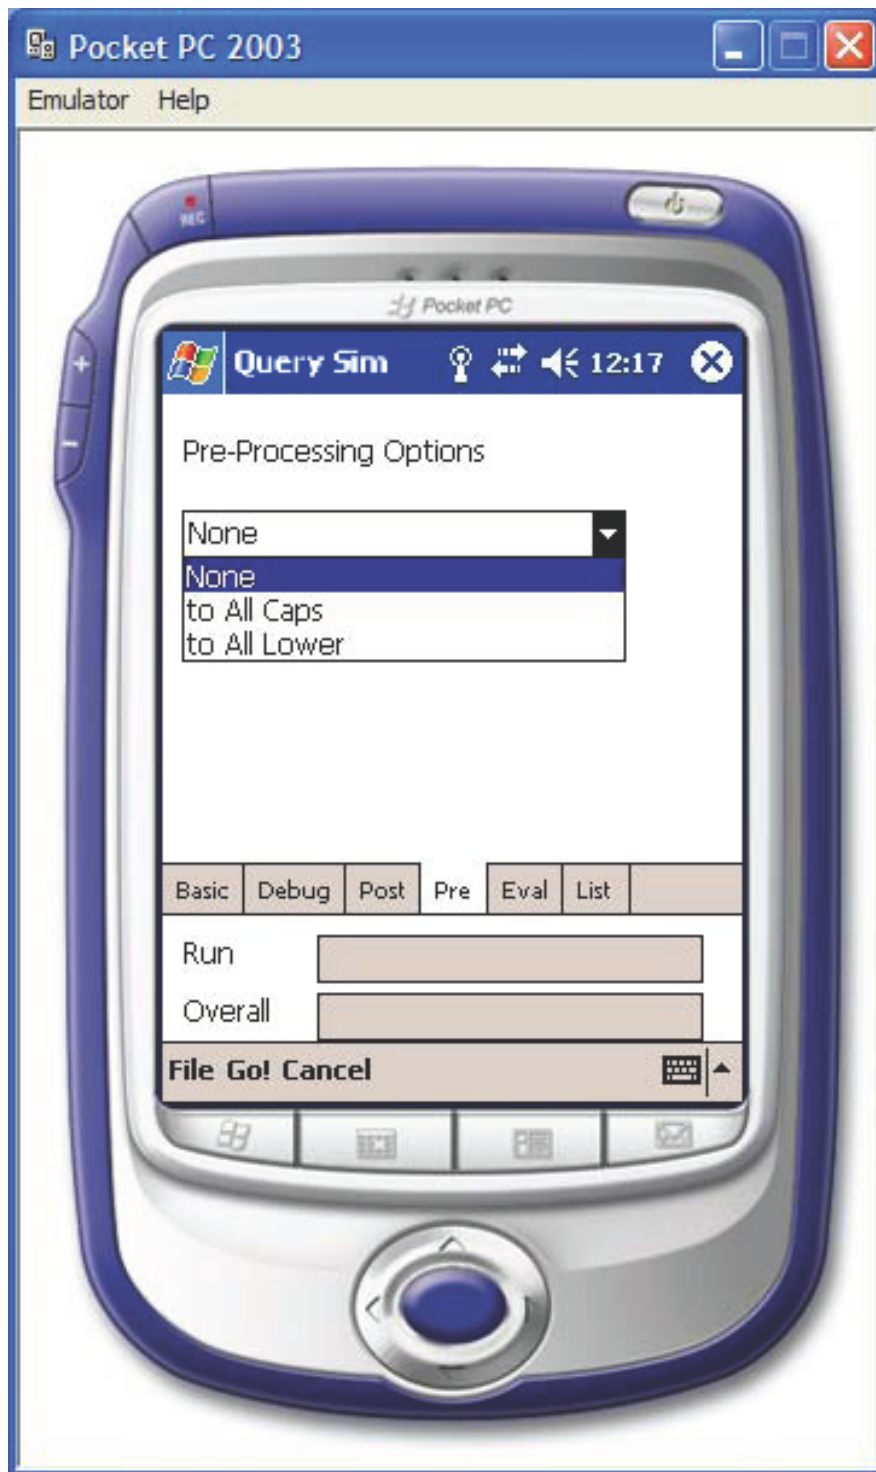 Pocket PC 2003
Emulator Help
REC
Pocket PC
Query Sim 12:17
Pre-Processing Options
None
None
to All Caps
to All Lower
Basic Debug Post Pre Eval List
Run
Overall
File Go! Cancel